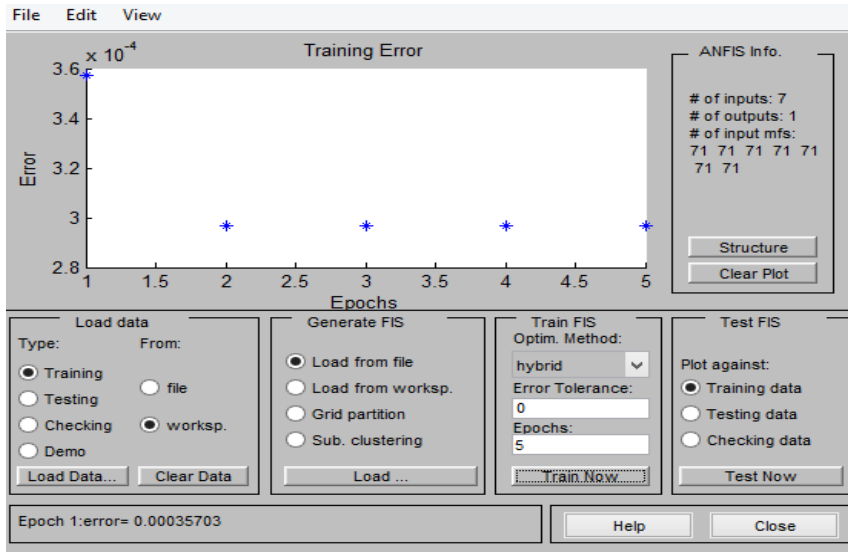 File Edit View
x 10^-4
Training Error
3.6
3.4
3.2
3
2.8
Error
1 1.5 2 2.5 3 3.5 4 4.5 5
Epochs
ANFIS Info.
# of inputs: 7
# of outputs: 1
# of input mfs:
71 71 71 71 71
71 71
Structure
Clear Plot
Load data
Type: From:
Training
Testing
Checking
Demo
file
worksp.
Load Data... Clear Data
Generate FIS
Load from file
Load from worksp.
Grid partition
Sub. clustering
Load ...
Train FIS
Optim. Method:
hybrid
Error Tolerance:
0
Epochs:
5
Train Now
Test FIS
Plot against:
Training data
Testing data
Checking data
Test Now
Epoch 1:error= 0.00035703
Help Close